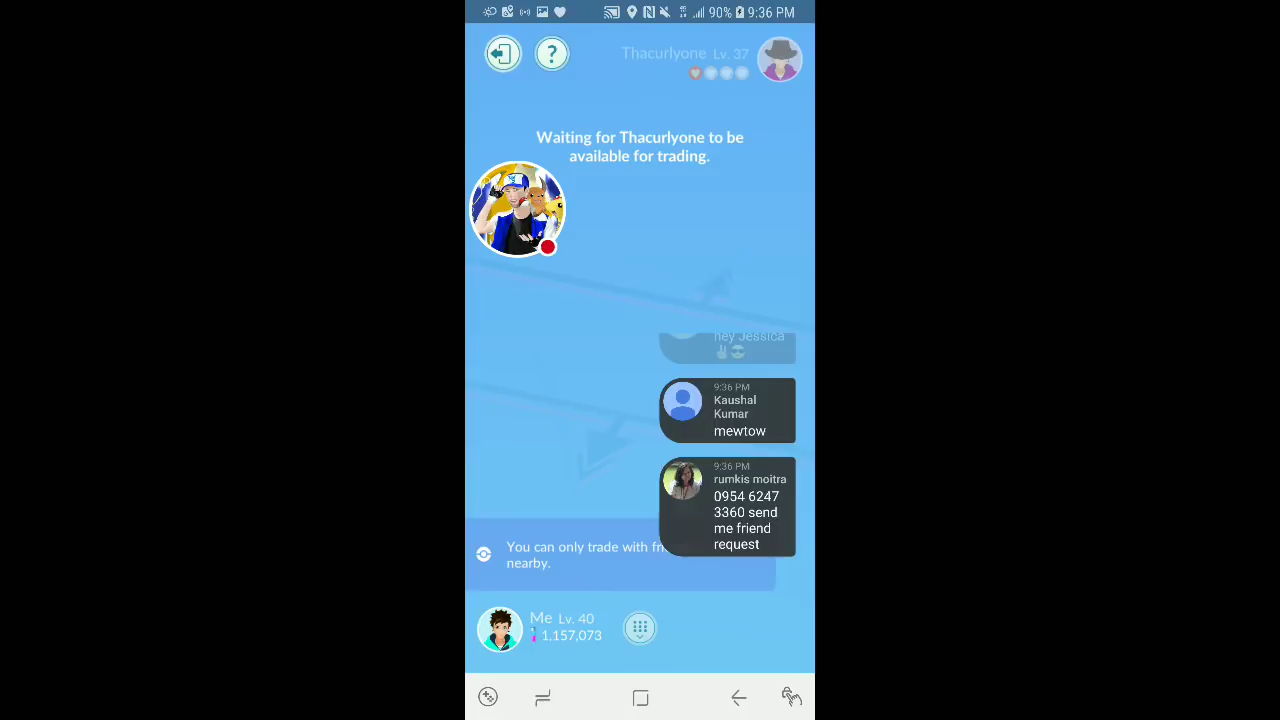 90% 9:36 PM
Thacurlyone Lv. 37
?
Waiting for Thacurlyone to be
available for trading.
hey Jessica
✌😎
9:36 PM
Kaushal
Kumar
mewtow
9:36 PM
rumkis moitra
0954 6247
3360 send
me friend
request
You can only trade with
nearby.
Me Lv. 40
1,157,073